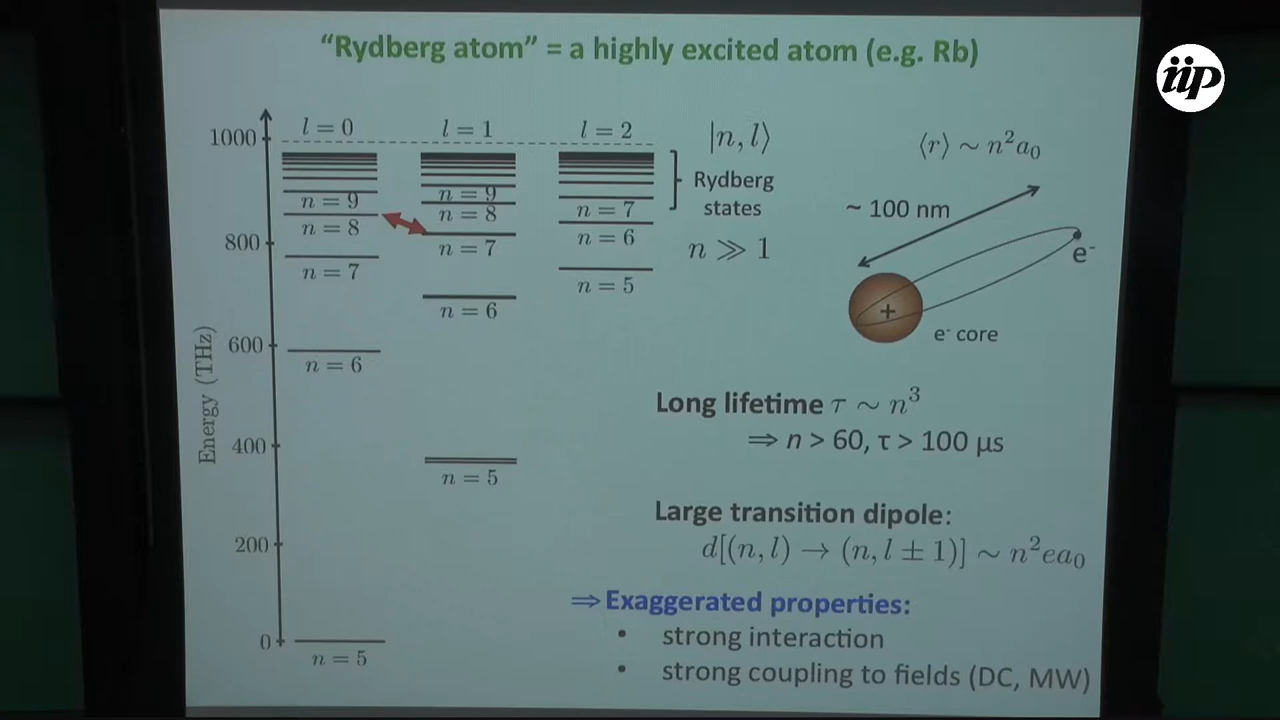 “Rydberg atom” = a highly excited atom (e.g. Rb)
iip
Energy (THz)
1000
800
600
400
200
0
l = 0
n = 9
n = 8
n = 7
n = 6
n = 5
l = 1
n = 9
n = 8
n = 7
n = 6
n = 5
l = 2
n = 7
n = 6
n = 5
|n, l⟩
Rydberg
states
n ≫ 1
⟨r⟩ ∼ n²a₀
~ 100 nm
e⁻
+
e⁻ core
Long lifetime τ ∼ n³
⟹ n > 60, τ > 100 μs
Large transition dipole:
d[(n, l) → (n, l ± 1)] ∼ n²ea₀
⟹ Exaggerated properties:
• strong interaction
• strong coupling to fields (DC, MW)